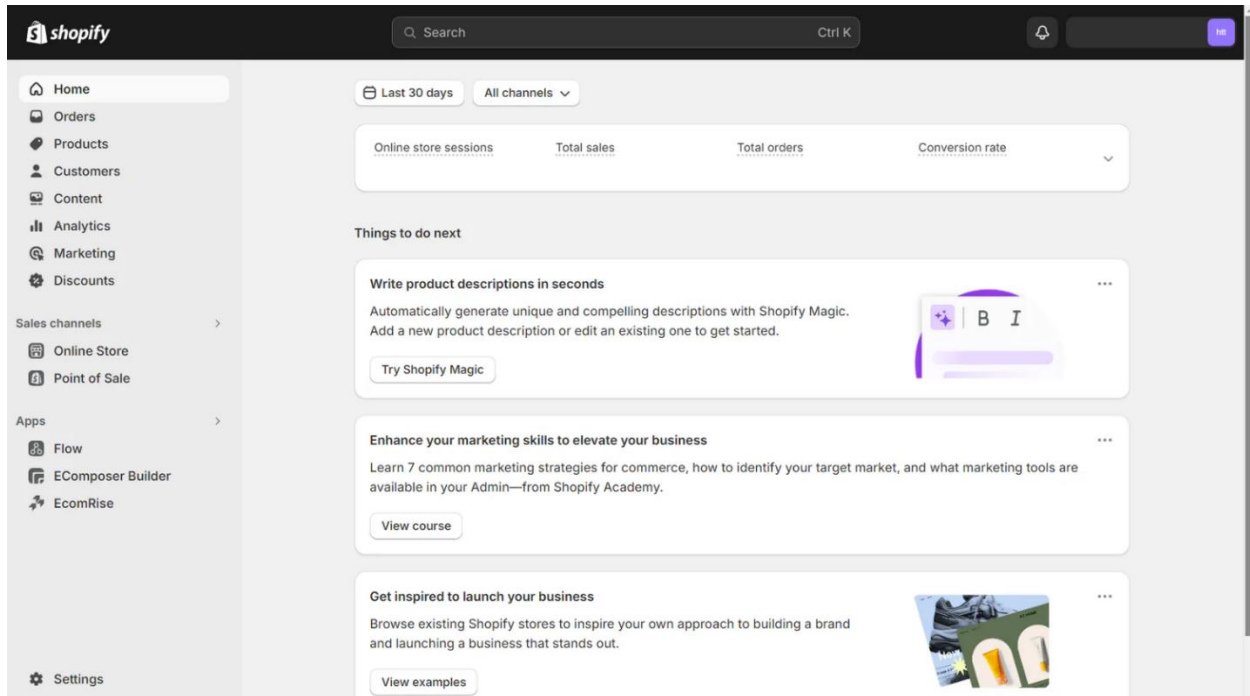 shopify
Search
Ctrl K
Home
Orders
Products
Customers
Content
Analytics
Marketing
Discounts
Sales channels
Online Store
Point of Sale
Apps
Flow
EComposer Builder
EcomRise
Settings
Last 30 days
All channels
Online store sessions
Total sales
Total orders
Conversion rate
Things to do next
Write product descriptions in seconds
Automatically generate unique and compelling descriptions with Shopify Magic.
Add a new product description or edit an existing one to get started.
Try Shopify Magic
B I
Enhance your marketing skills to elevate your business
Learn 7 common marketing strategies for commerce, how to identify your target market, and what marketing tools are
available in your Admin—from Shopify Academy.
View course
Get inspired to launch your business
Browse existing Shopify stores to inspire your own approach to building a brand
and launching a business that stands out.
View examples